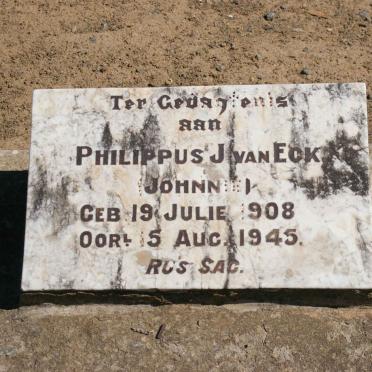 Ter Gedagtenis
aan
PHILIPPUS J VAN ECK
GEB 19 JULIE 1908
OORL 5 AUG. 1945.
RUS SAG.